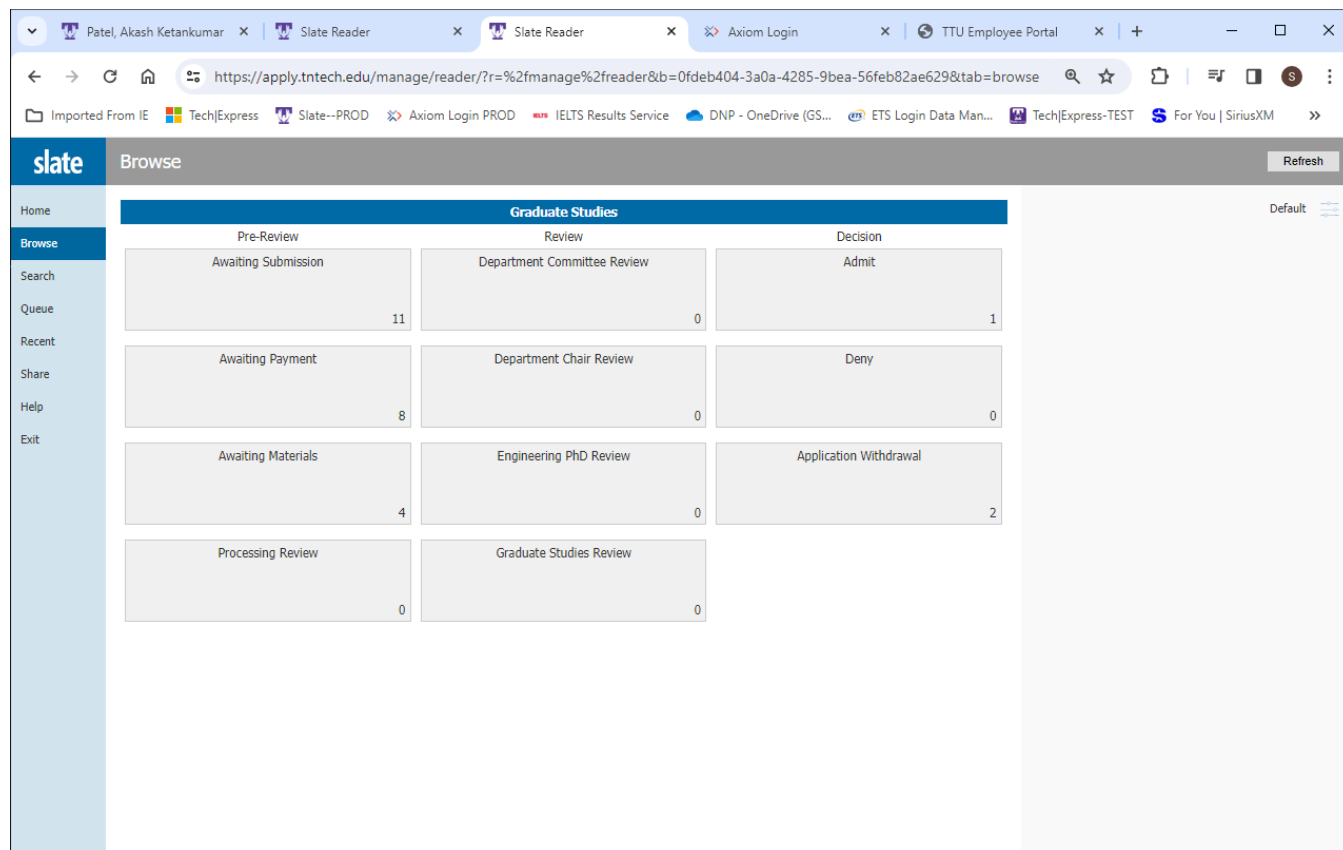 Patel, Akash Ketankumar
Slate Reader
Slate Reader
Axiom Login
TTU Employee Portal
https://apply.tntech.edu/manage/reader/?r=%2fmanage%2freader&b=0fdeb404-3a0a-4285-9bea-56feb82ae629&tab=browse
S
Imported From IE
Tech|Express
Slate--PROD
Axiom Login PROD
IELTS
IELTS Results Service
DNP - OneDrive (GS...
ETS
ETS Login Data Man...
Tech|Express-TEST
For You | SiriusXM
slate
Browse
Refresh
Home
Browse
Search
Queue
Recent
Share
Help
Exit
Default
Graduate Studies
Pre-Review
Review
Decision
Awaiting Submission
11
Department Committee Review
0
Admit
1
Awaiting Payment
8
Department Chair Review
0
Deny
0
Awaiting Materials
4
Engineering PhD Review
0
Application Withdrawal
2
Processing Review
0
Graduate Studies Review
0